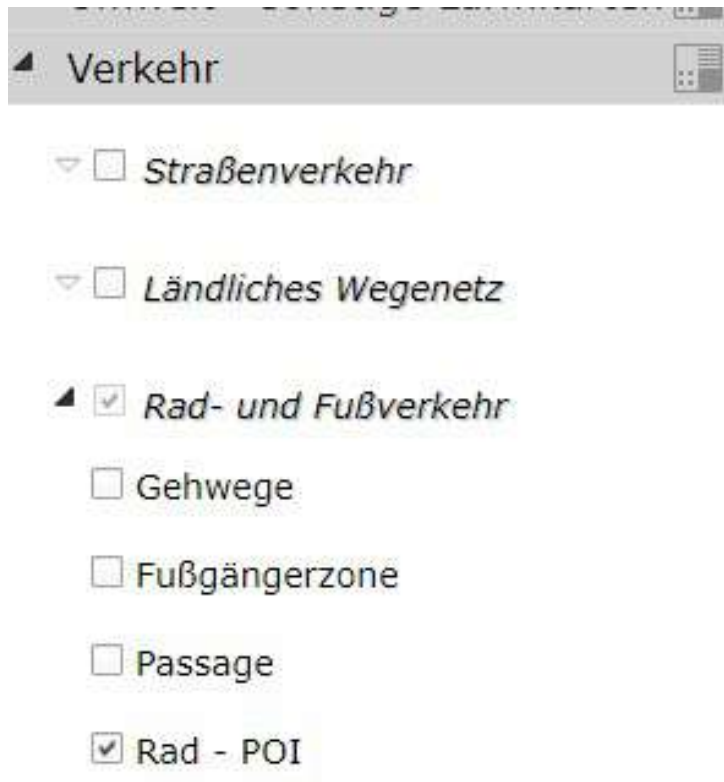 Verkehr
Straßenverkehr
Ländliches Wegenetz
Rad- und Fußverkehr
Gehwege
Fußgängerzone
Passage
Rad - POI